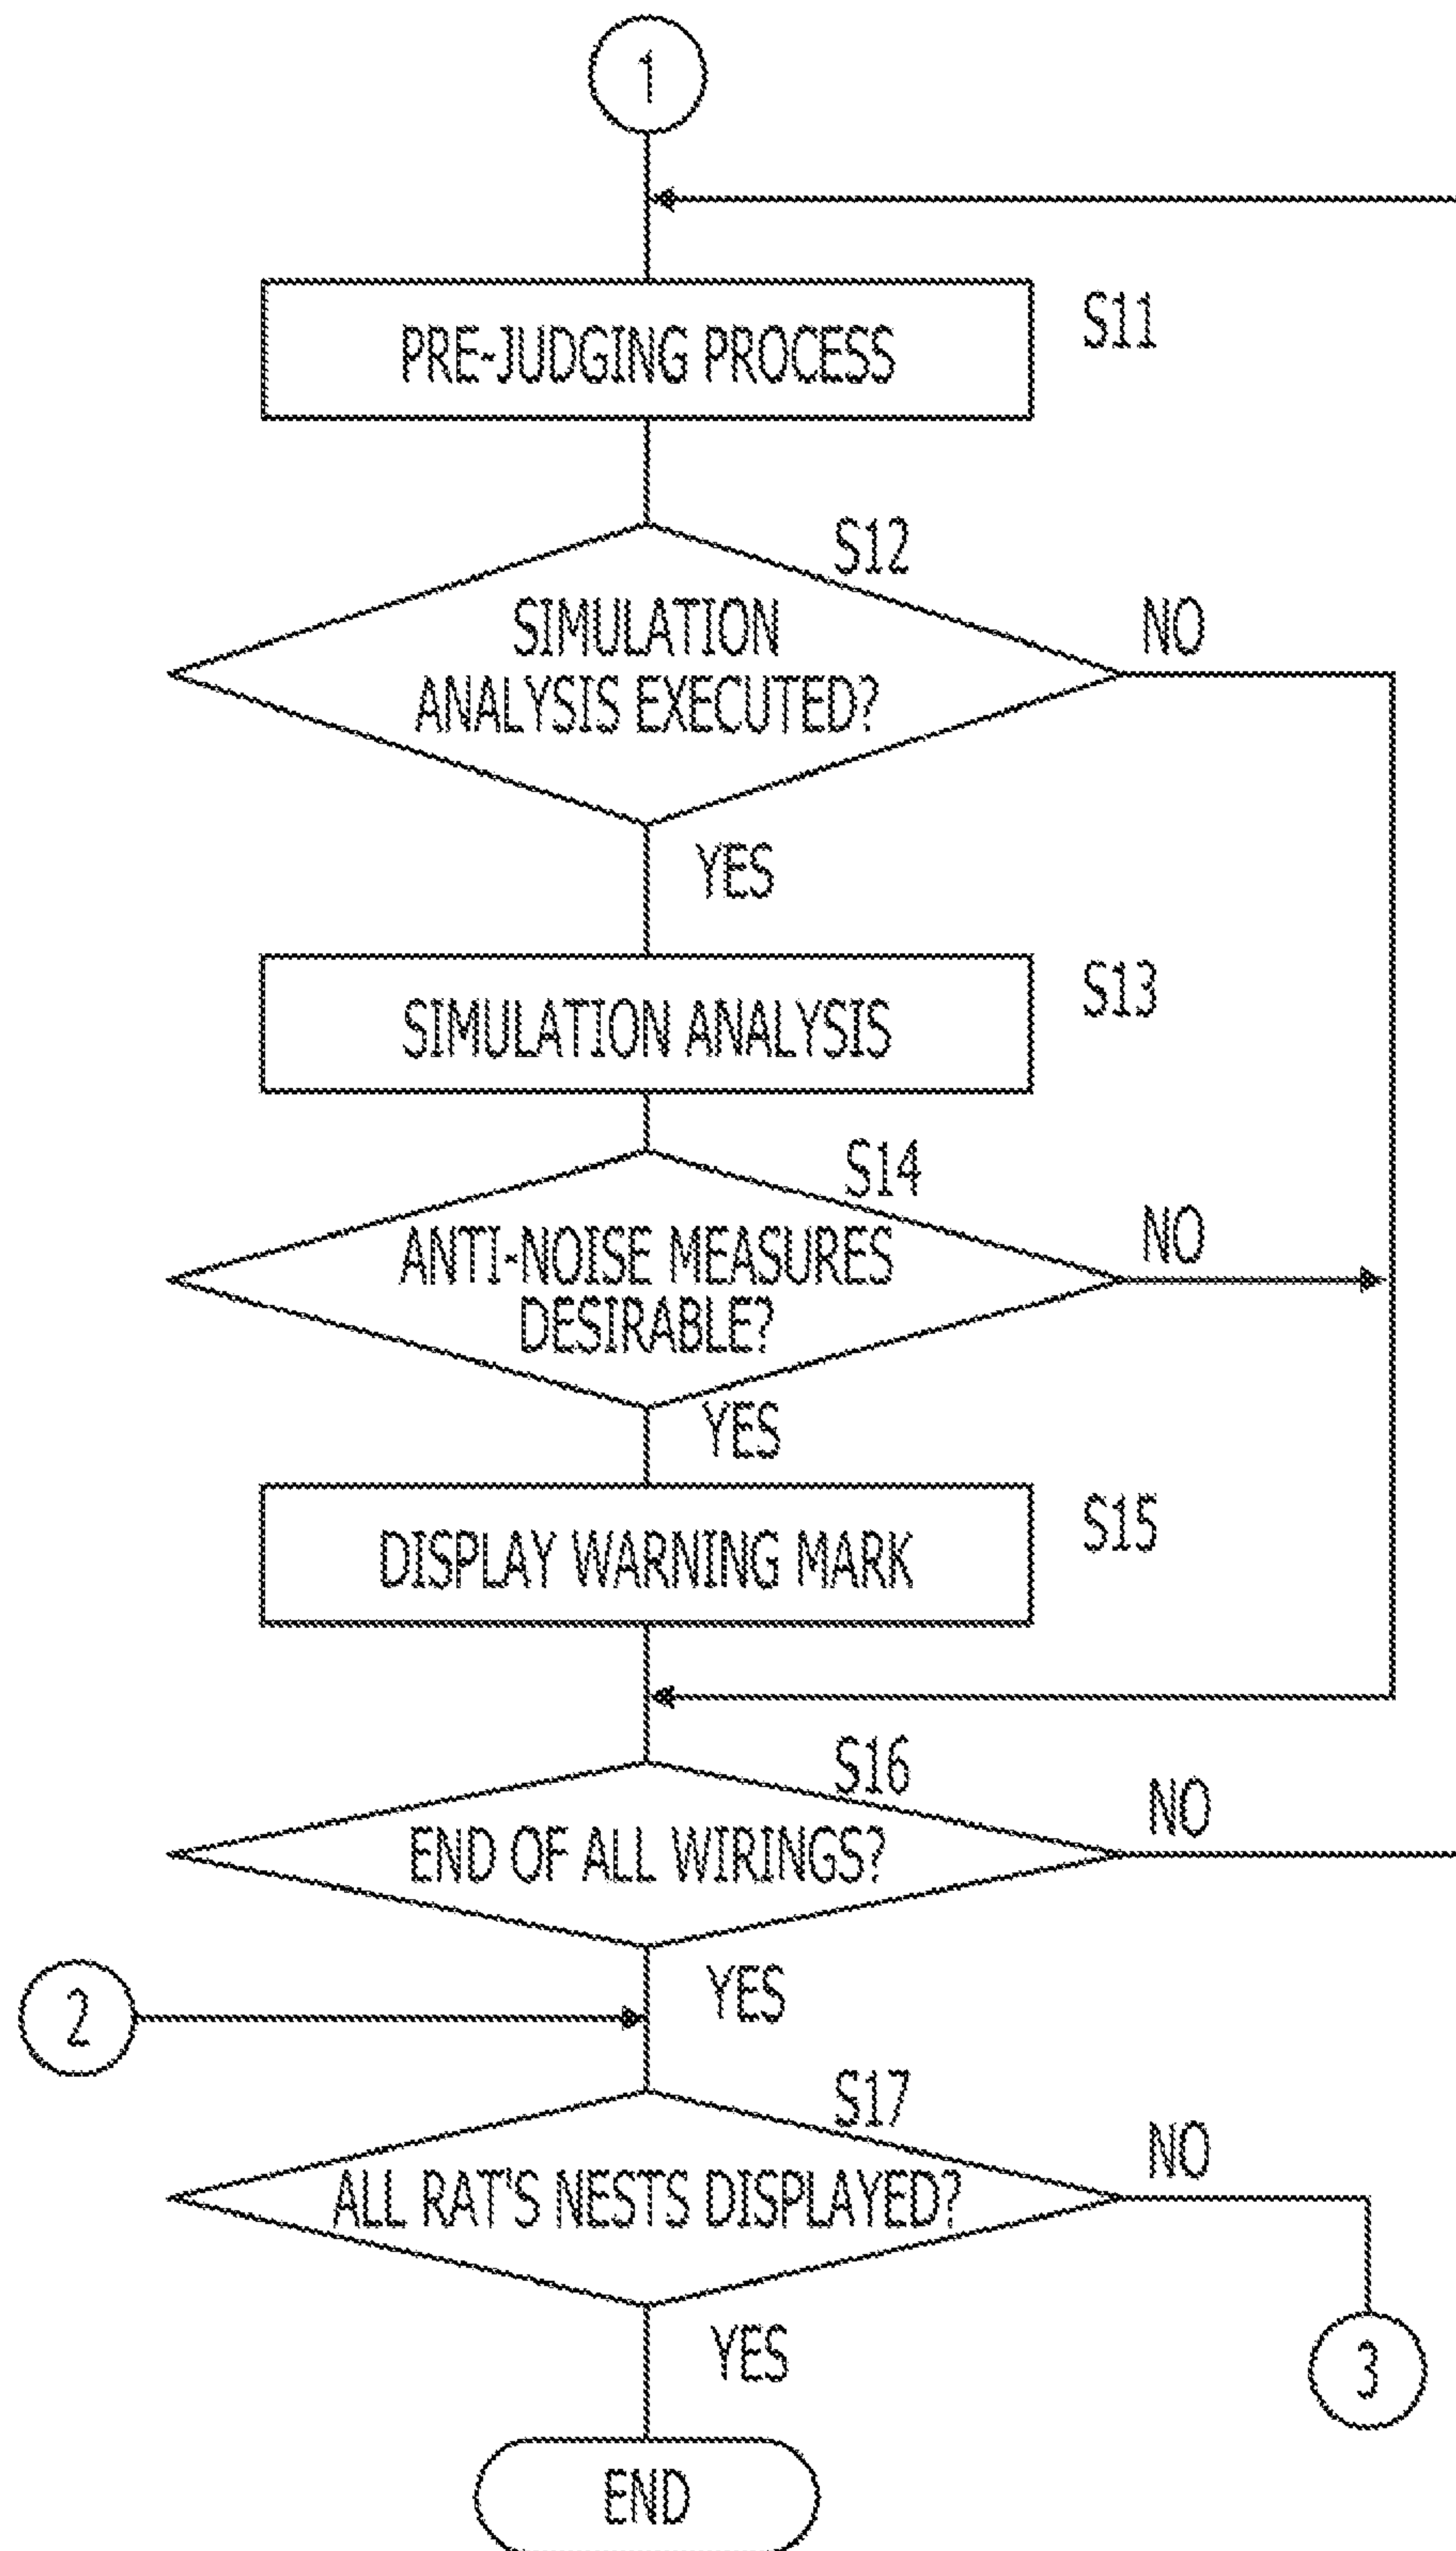 1
PRE-JUDGING PROCESS
S11
S12
SIMULATION
ANALYSIS EXECUTED?
NO
YES
SIMULATION ANALYSIS
S13
S14
ANTI-NOISE MEASURES
DESIRABLE?
NO
YES
DISPLAY WARNING MARK
S15
S16
END OF ALL WIRINGS?
NO
YES
2
S17
ALL RAT'S NESTS DISPLAYED?
NO
YES
3
END